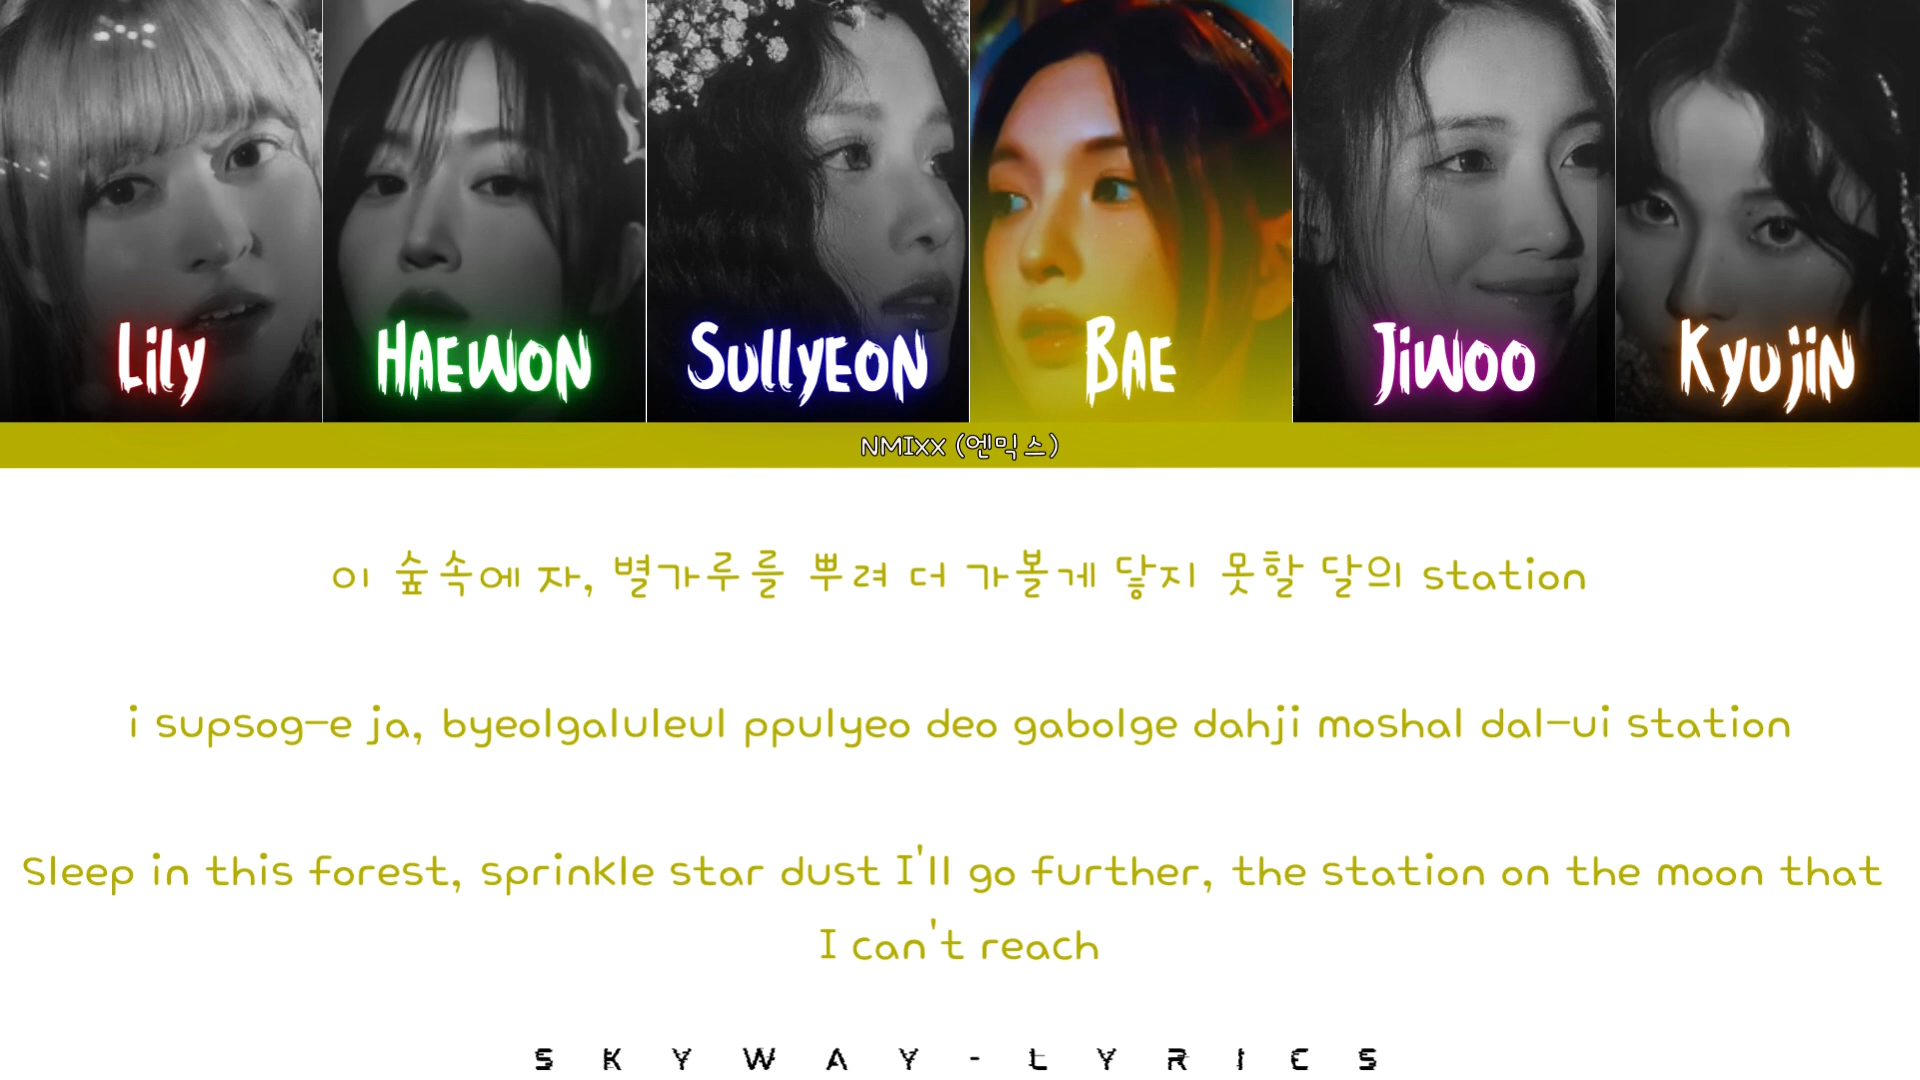 Lily HAEWON SullyEON BAE JiWOO KyujiN
NMIXX (엔믹스)
이 숲속에 자, 별가루를 뿌려 더 가볼게 닿지 못할 달의 station
i supsog-e ja, byeolgaluleul ppulyeo deo gabolge dahji moshal dal-ui station
Sleep in this forest, sprinkle star dust I'll go further, the station on the moon that
I can't reach
SKYWAY-LYRICS